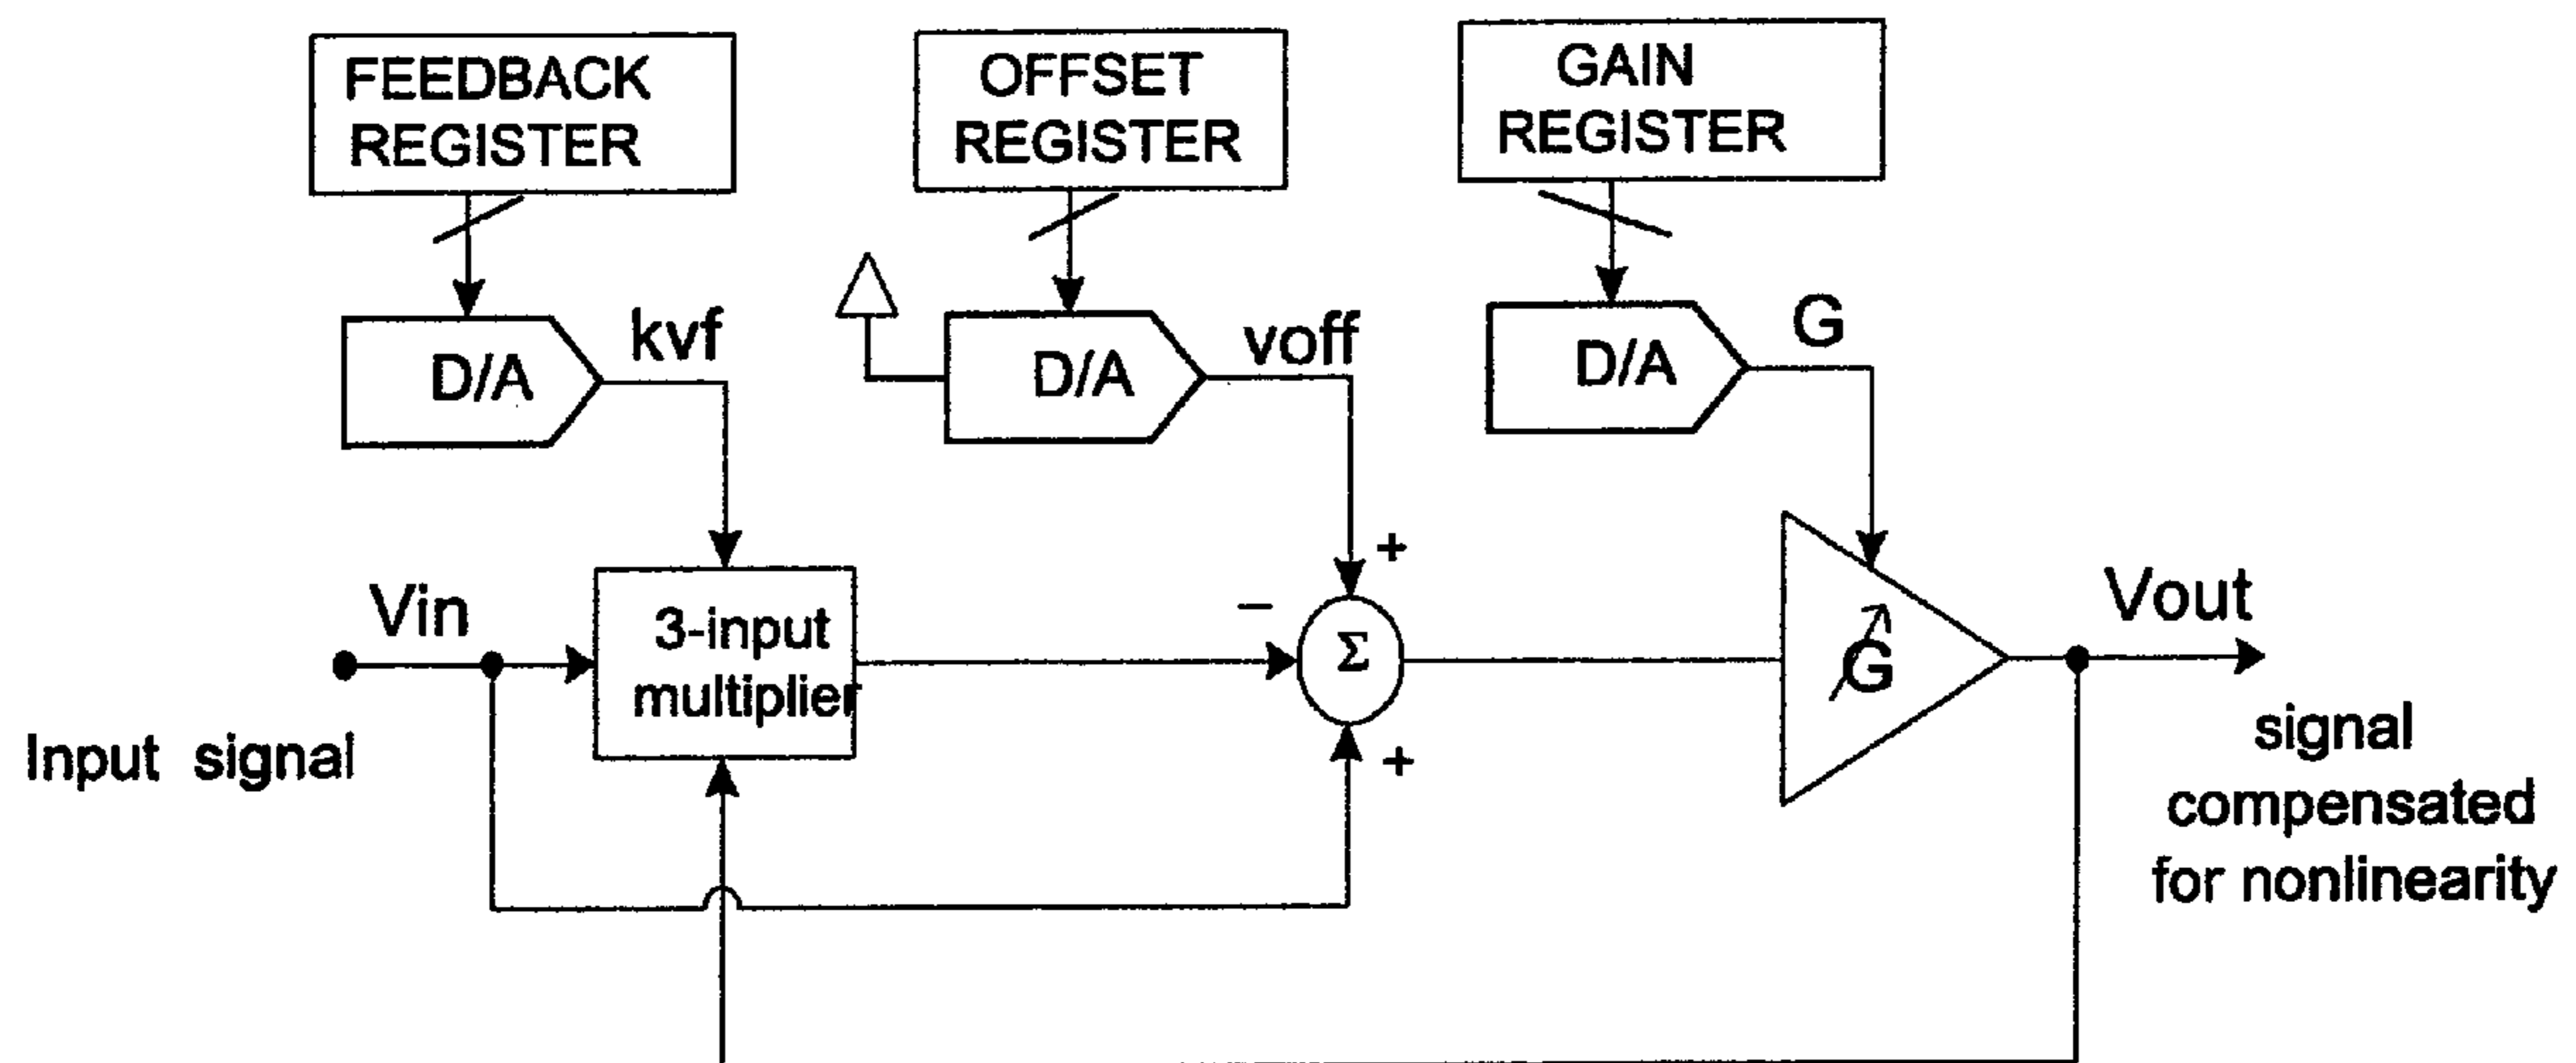 FEEDBACK
REGISTER
OFFSET
REGISTER
GAIN
REGISTER
D/A
kvf
D/A
voff
D/A
G
Vin
3-input
multiplier
−
+
Σ
+
G
Vout
Input signal
signal
compensated
for nonlinearity